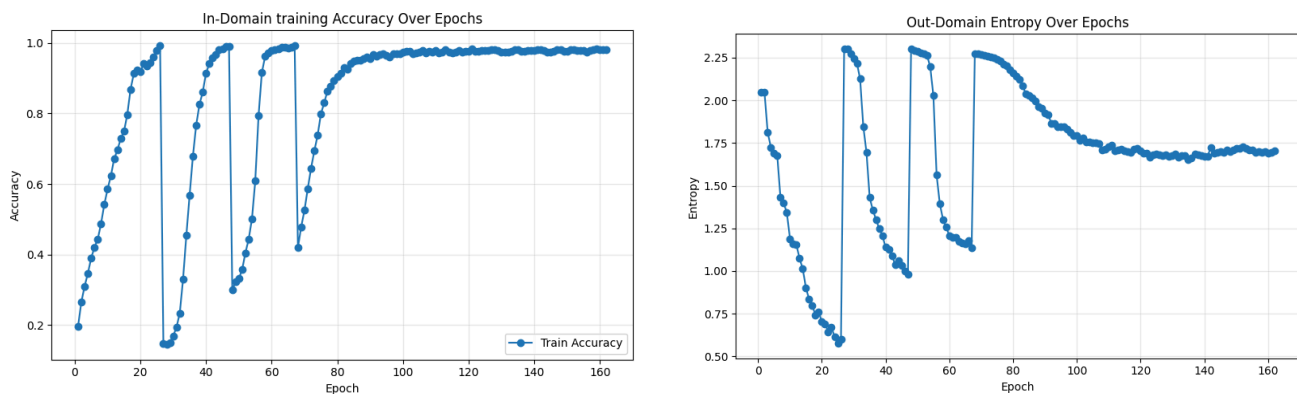 In-Domain training Accuracy Over Epochs
1.0
0.8
0.6
0.4
0.2
Accuracy
0 20 40 60 80 100 120 140 160
Epoch
Train Accuracy
Out-Domain Entropy Over Epochs
2.25
2.00
1.75
1.50
1.25
1.00
0.75
0.50
Entropy
0 20 40 60 80 100 120 140 160
Epoch